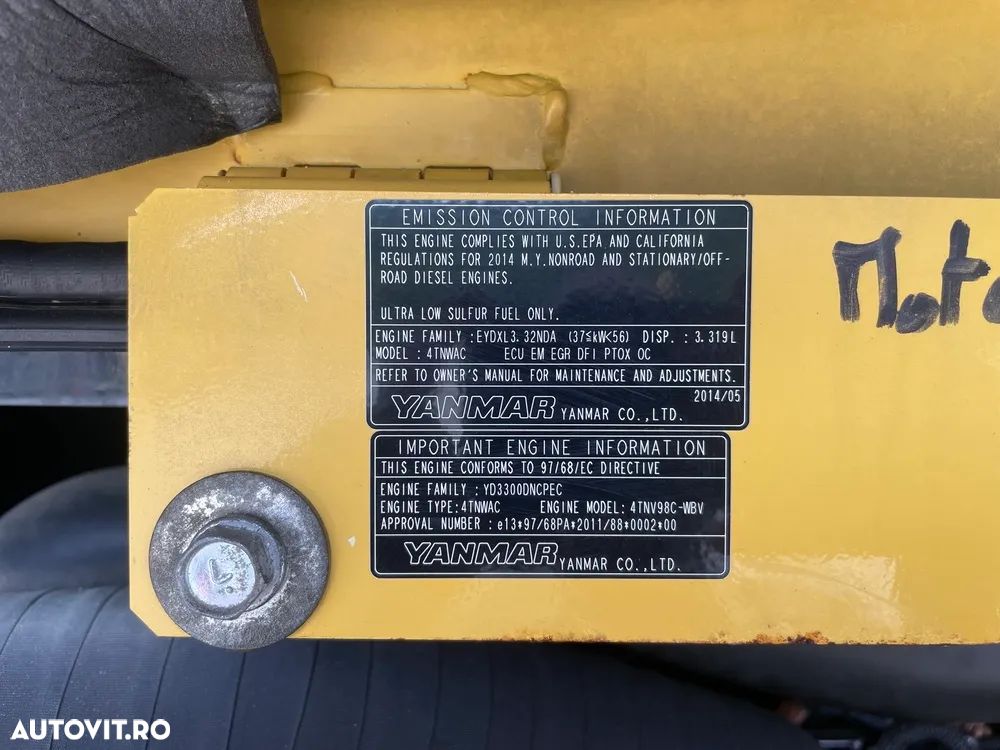 EMISSION CONTROL INFORMATION
THIS ENGINE COMPLIES WITH U.S.EPA AND CALIFORNIA
REGULATIONS FOR 2014 M.Y.NONROAD AND STATIONARY/OFF-
ROAD DIESEL ENGINES.
ULTRA LOW SULFUR FUEL ONLY.
ENGINE FAMILY :EYDXL3.32NDA (37≦kW<56) DISP. : 3.319L
MODEL : 4TNWAC ECU EM EGR DFI PTOX OC
REFER TO OWNER'S MANUAL FOR MAINTENANCE AND ADJUSTMENTS.
2014/05
YANMAR YANMAR CO.,LTD.
IMPORTANT ENGINE INFORMATION
THIS ENGINE CONFORMS TO 97/68/EC DIRECTIVE
ENGINE FAMILY : YD3300DNCPEC
ENGINE TYPE:4TNWAC ENGINE MODEL: 4TNV98C-WBV
APPROVAL NUMBER : e13*97/68PA*2011/88*0002*00
YANMAR YANMAR CO.,LTD.
AUTOVIT.RO